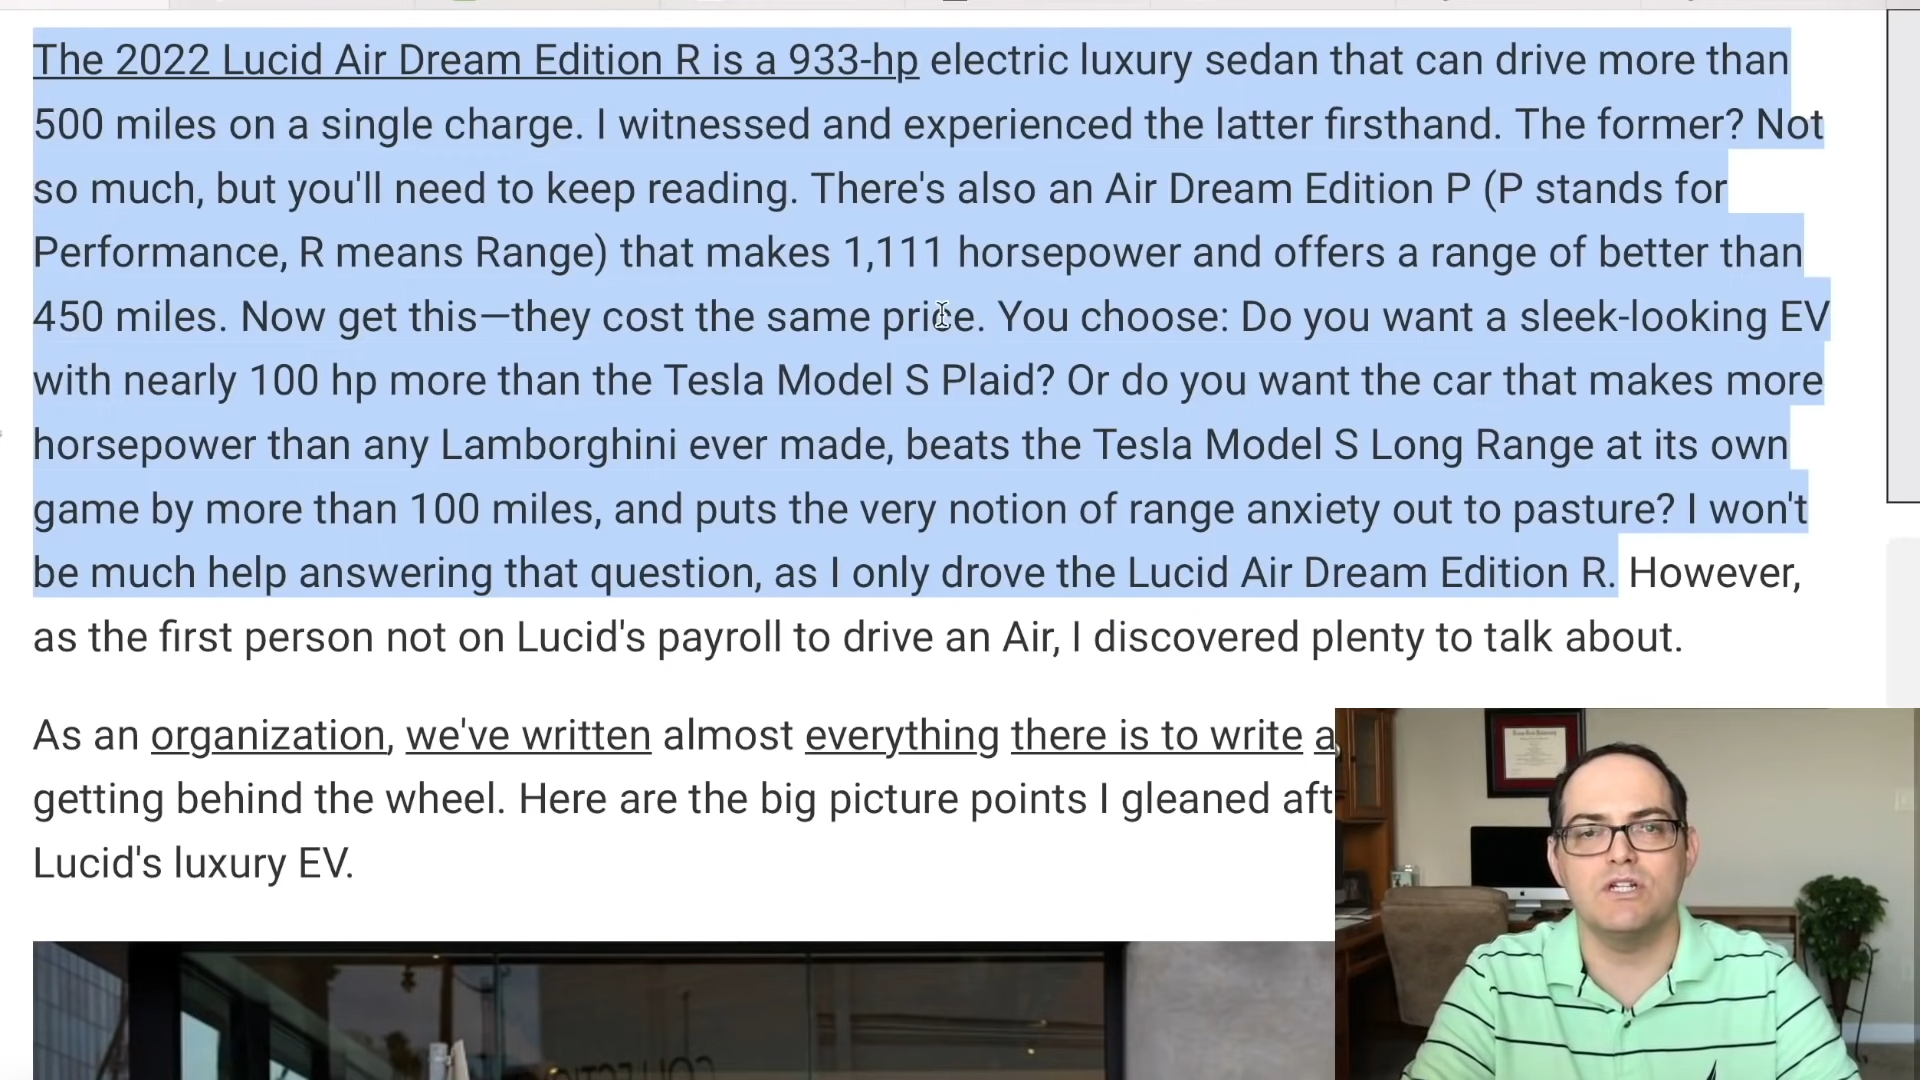 The 2022 Lucid Air Dream Edition R is a 933-hp electric luxury sedan that can drive more than
500 miles on a single charge. I witnessed and experienced the latter firsthand. The former? Not
so much, but you'll need to keep reading. There's also an Air Dream Edition P (P stands for
Performance, R means Range) that makes 1,111 horsepower and offers a range of better than
450 miles. Now get this—they cost the same price. You choose: Do you want a sleek-looking EV
with nearly 100 hp more than the Tesla Model S Plaid? Or do you want the car that makes more
horsepower than any Lamborghini ever made, beats the Tesla Model S Long Range at its own
game by more than 100 miles, and puts the very notion of range anxiety out to pasture? I won't
be much help answering that question, as I only drove the Lucid Air Dream Edition R. However,
as the first person not on Lucid's payroll to drive an Air, I discovered plenty to talk about.
As an organization, we've written almost everything there is to write
getting behind the wheel. Here are the big picture points I gleaned
Lucid's luxury EV.